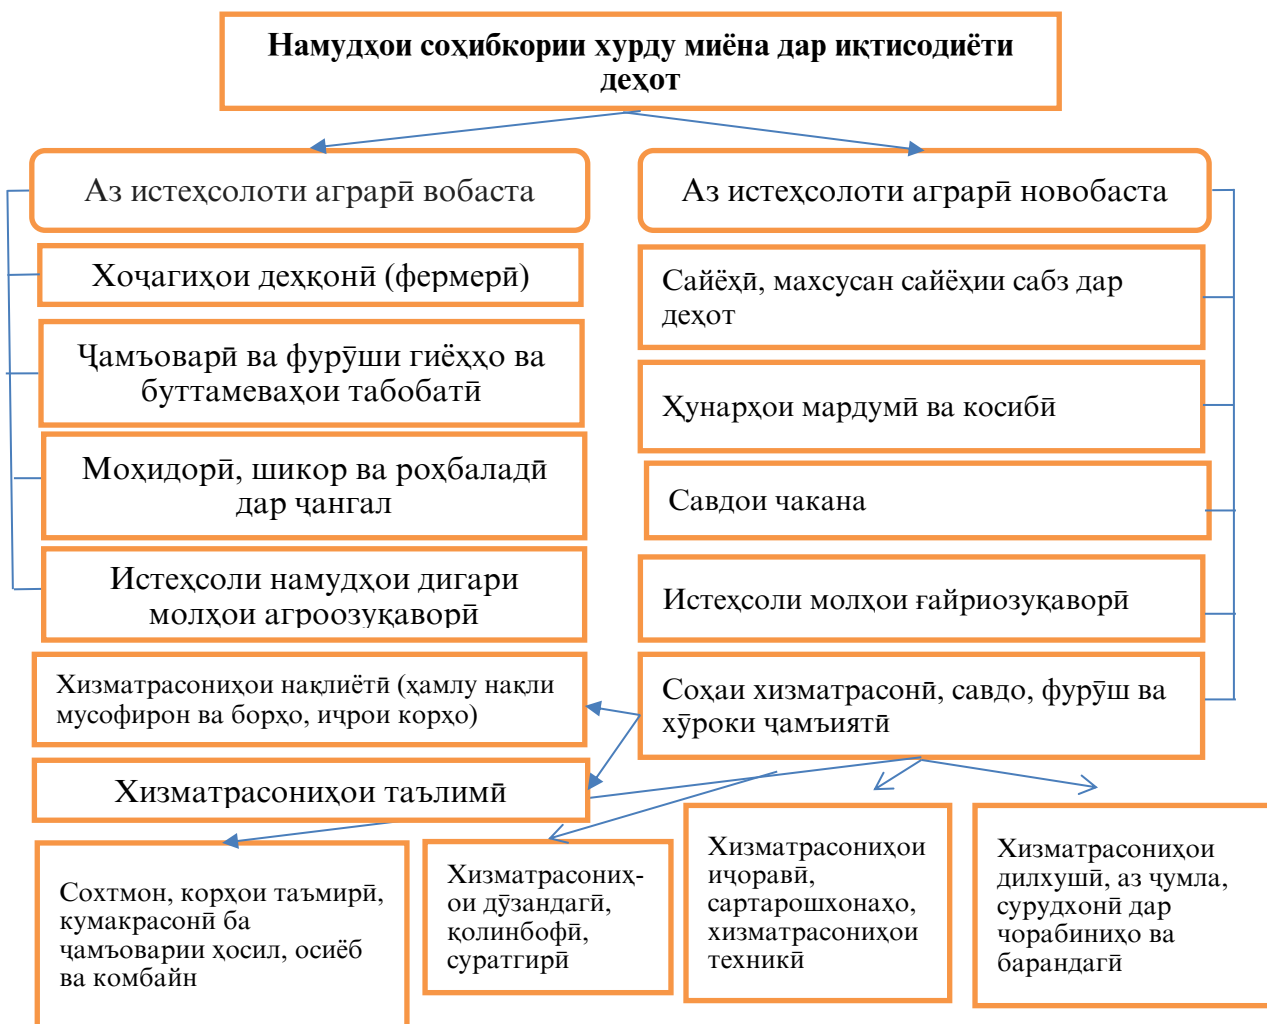 Намудҳои соҳибкории хурду миёна дар иқтисодиёти
деҳот
Аз истеҳсолоти аграрӣ вобаста
Хоҷагиҳои деҳқонӣ (фермерӣ)
Ҷамъоварӣ ва фурӯши гиёҳҳо ва
буттамеваҳои табобатӣ
Моҳидорӣ, шикор ва роҳбаладӣ
дар ҷангал
Истеҳсоли намудҳои дигари
молҳои агроозуқаворӣ
Аз истеҳсолоти аграрӣ новобаста
Сайёҳӣ, махсусан сайёҳии сабз дар
деҳот
Ҳунарҳои мардумӣ ва косибӣ
Савдои чакана
Истеҳсоли молҳои ғайриозуқаворӣ
Соҳаи хизматрасонӣ, савдо, фурӯш ва
хӯроки ҷамъиятӣ
Хизматрасониҳои нақлиётӣ (ҳамлу нақли
мусофирон ва борҳо, иҷрои корҳо)
Хизматрасониҳои таълимӣ
Сохтмон, корҳои таъмирӣ,
кумакрасонӣ ба
ҷамъоварии ҳосил, осиёб
ва комбайн
Хизматрасониҳ-
ои дӯзандагӣ,
қолинбофӣ,
суратгирӣ
Хизматрасониҳои
иҷоравӣ,
сартарошхонаҳо,
хизматрасониҳои
техникӣ
Хизматрасониҳои
дилхушӣ, аз ҷумла,
сурудхонӣ дар
чорабиниҳо ва
барандагӣ